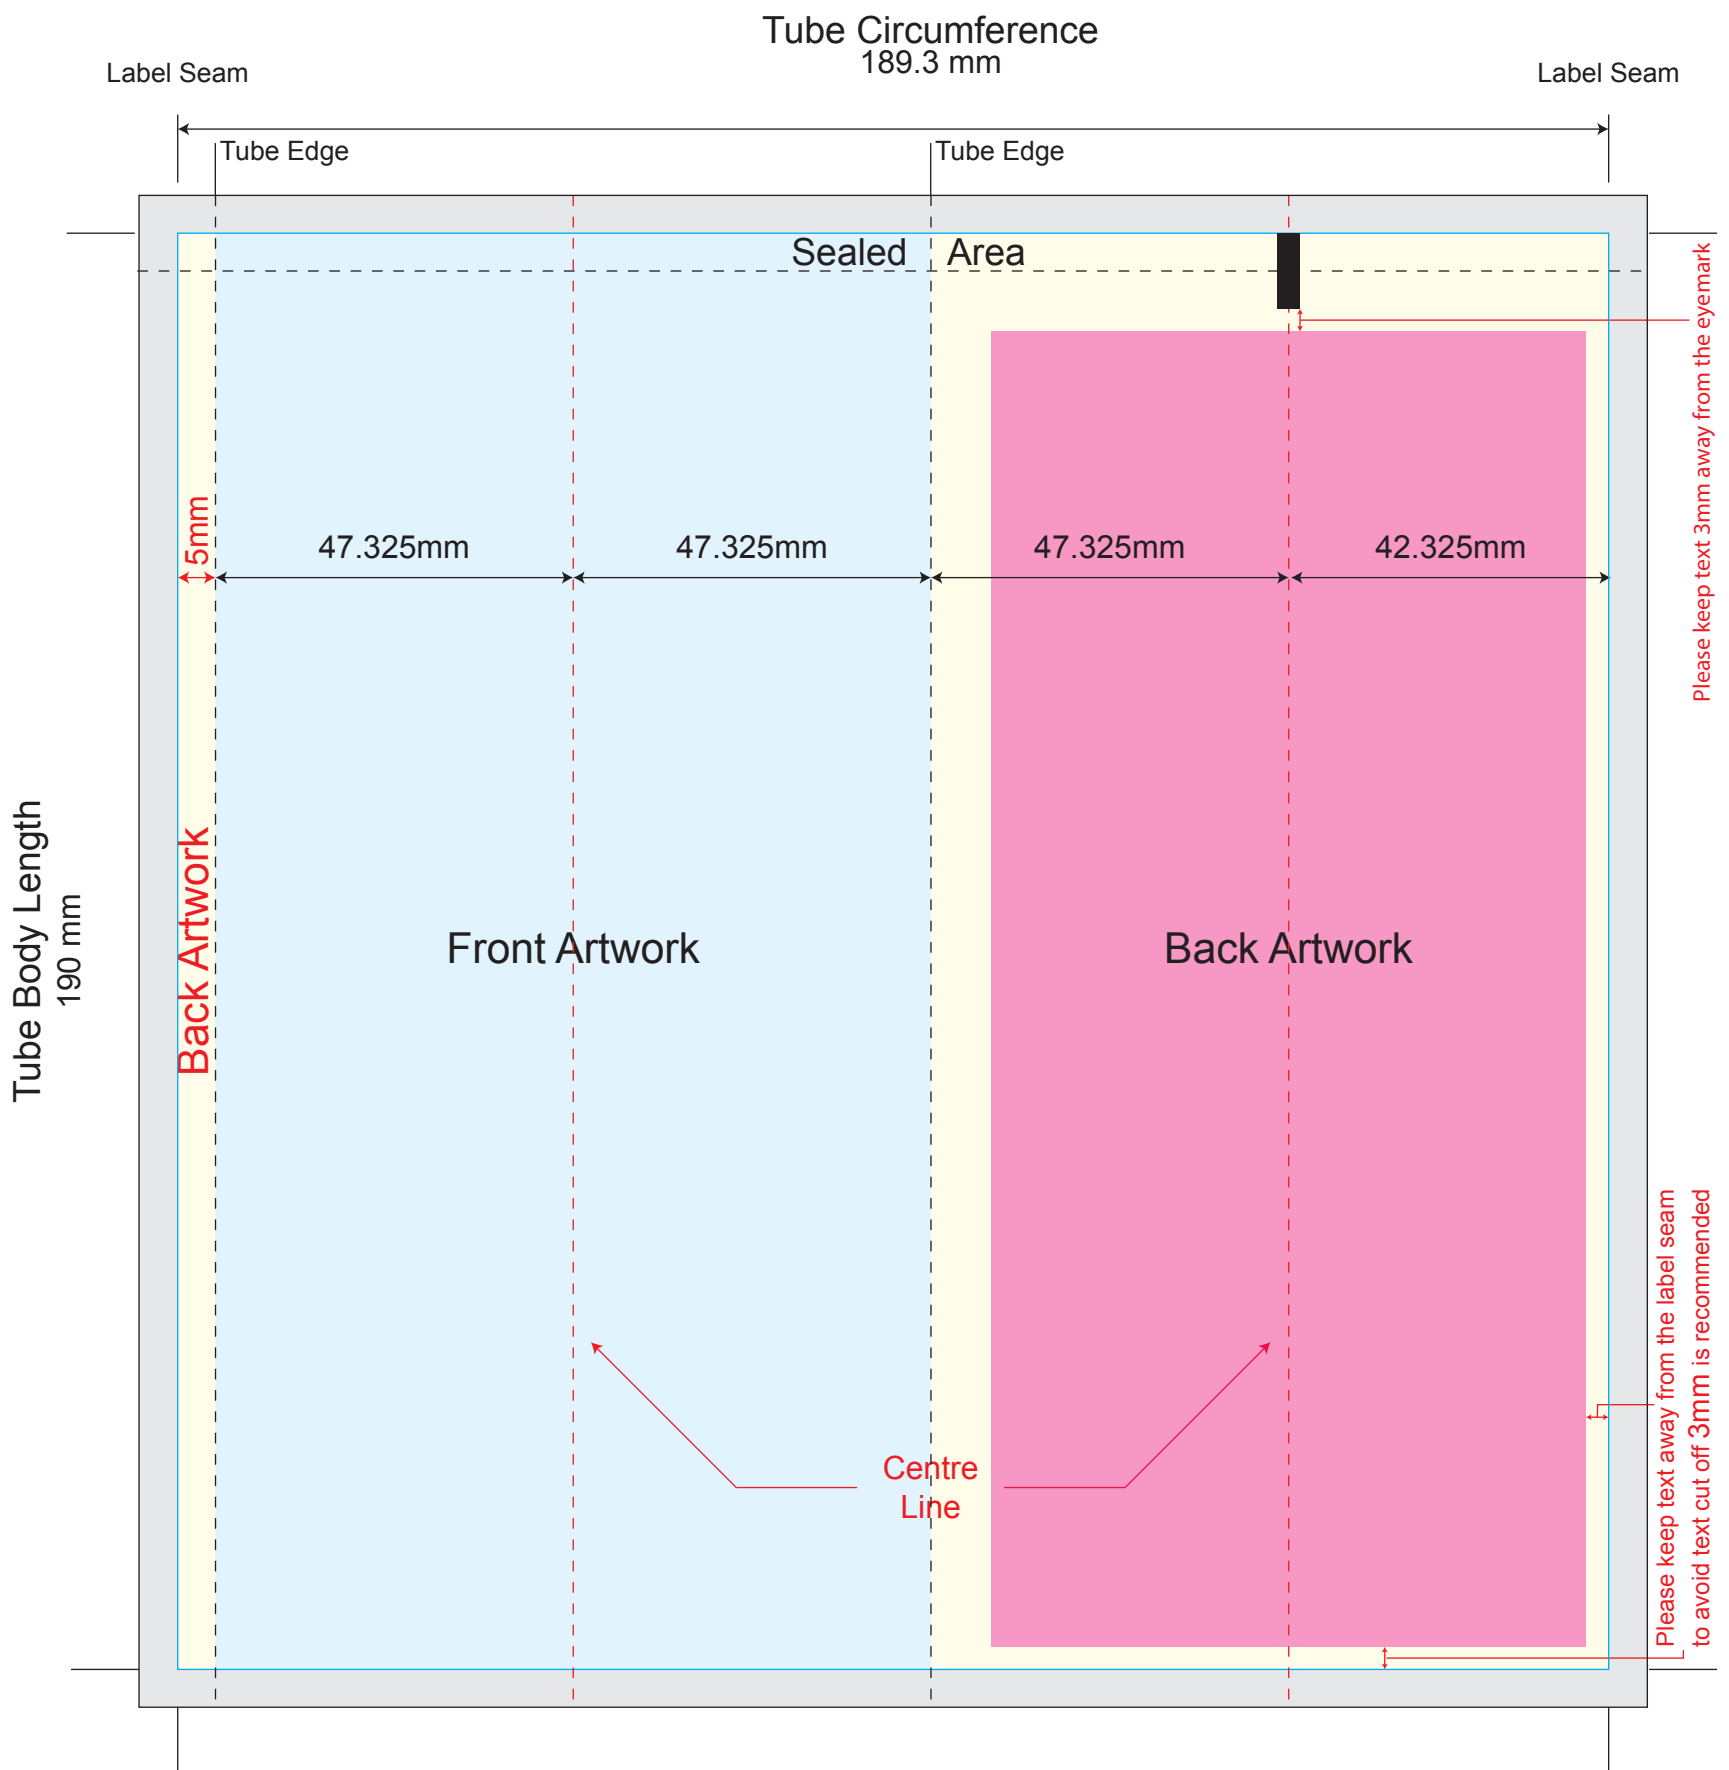 Tube Circumference
189.3 mm
Label Seam
Label Seam
Tube Edge
Tube Edge
Sealed Area
Please keep text 3mm away from the eyemark
5mm
47.325mm
47.325mm
47.325mm
42.325mm
Tube Body Length
190 mm
Back Artwork
Front Artwork
Back Artwork
Centre
Line
Please keep text away from the label seam
to avoid text cut off 3mm is recommended